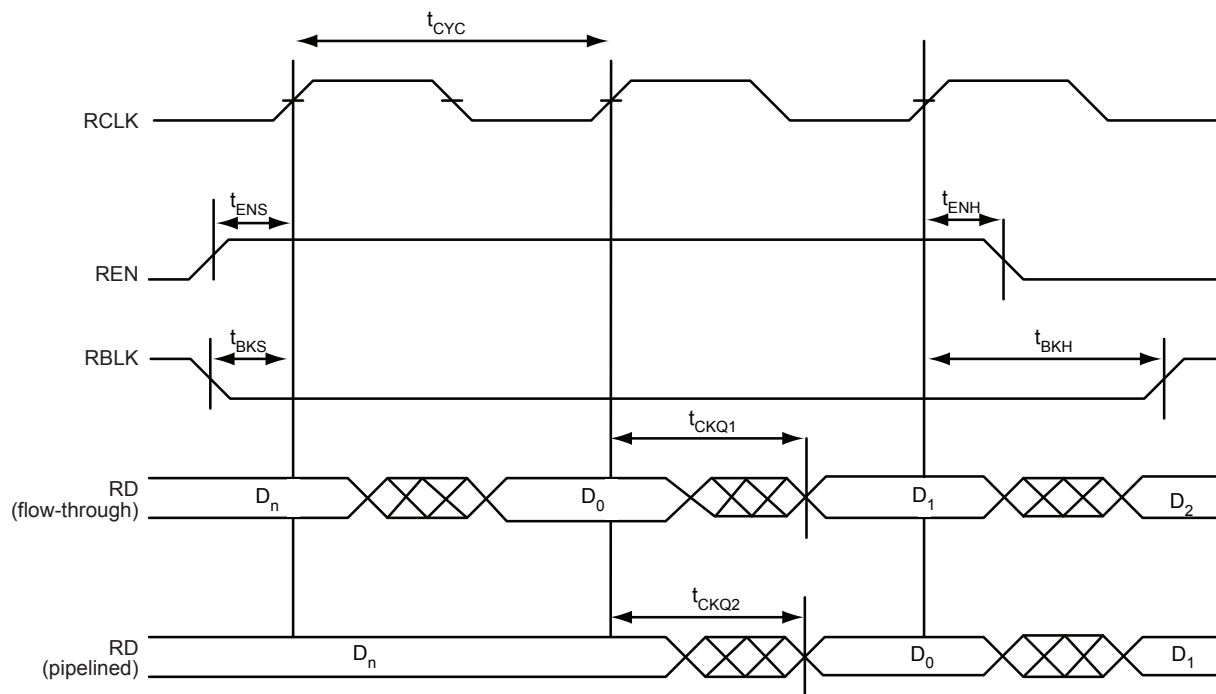 tCYC
RCLK
tENS
tENH
REN
tBKS
tBKH
RBLK
tCKQ1
RD
(flow-through)
Dn
D0
D1
D2
tCKQ2
RD
(pipelined)
Dn
D0
D1